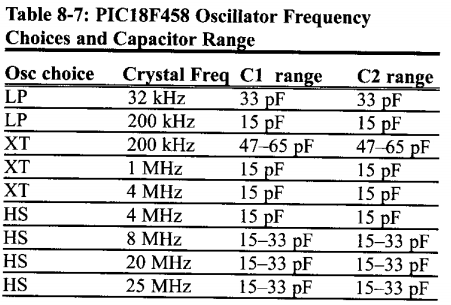 Table 8-7: PIC18F458 Oscillator Frequency
Choices and Capacitor Range
Osc choice Crystal Freq C1 range C2 range
LP 32 kHz 33 pF 33 pF
LP 200 kHz 15 pF 15 pF
XT 200 kHz 47–65 pF 47–65 pF
XT 1 MHz 15 pF 15 pF
XT 4 MHz 15 pF 15 pF
HS 4 MHz 15 pF 15 pF
HS 8 MHz 15–33 pF 15–33 pF
HS 20 MHz 15–33 pF 15–33 pF
HS 25 MHz 15–33 pF 15–33 pF